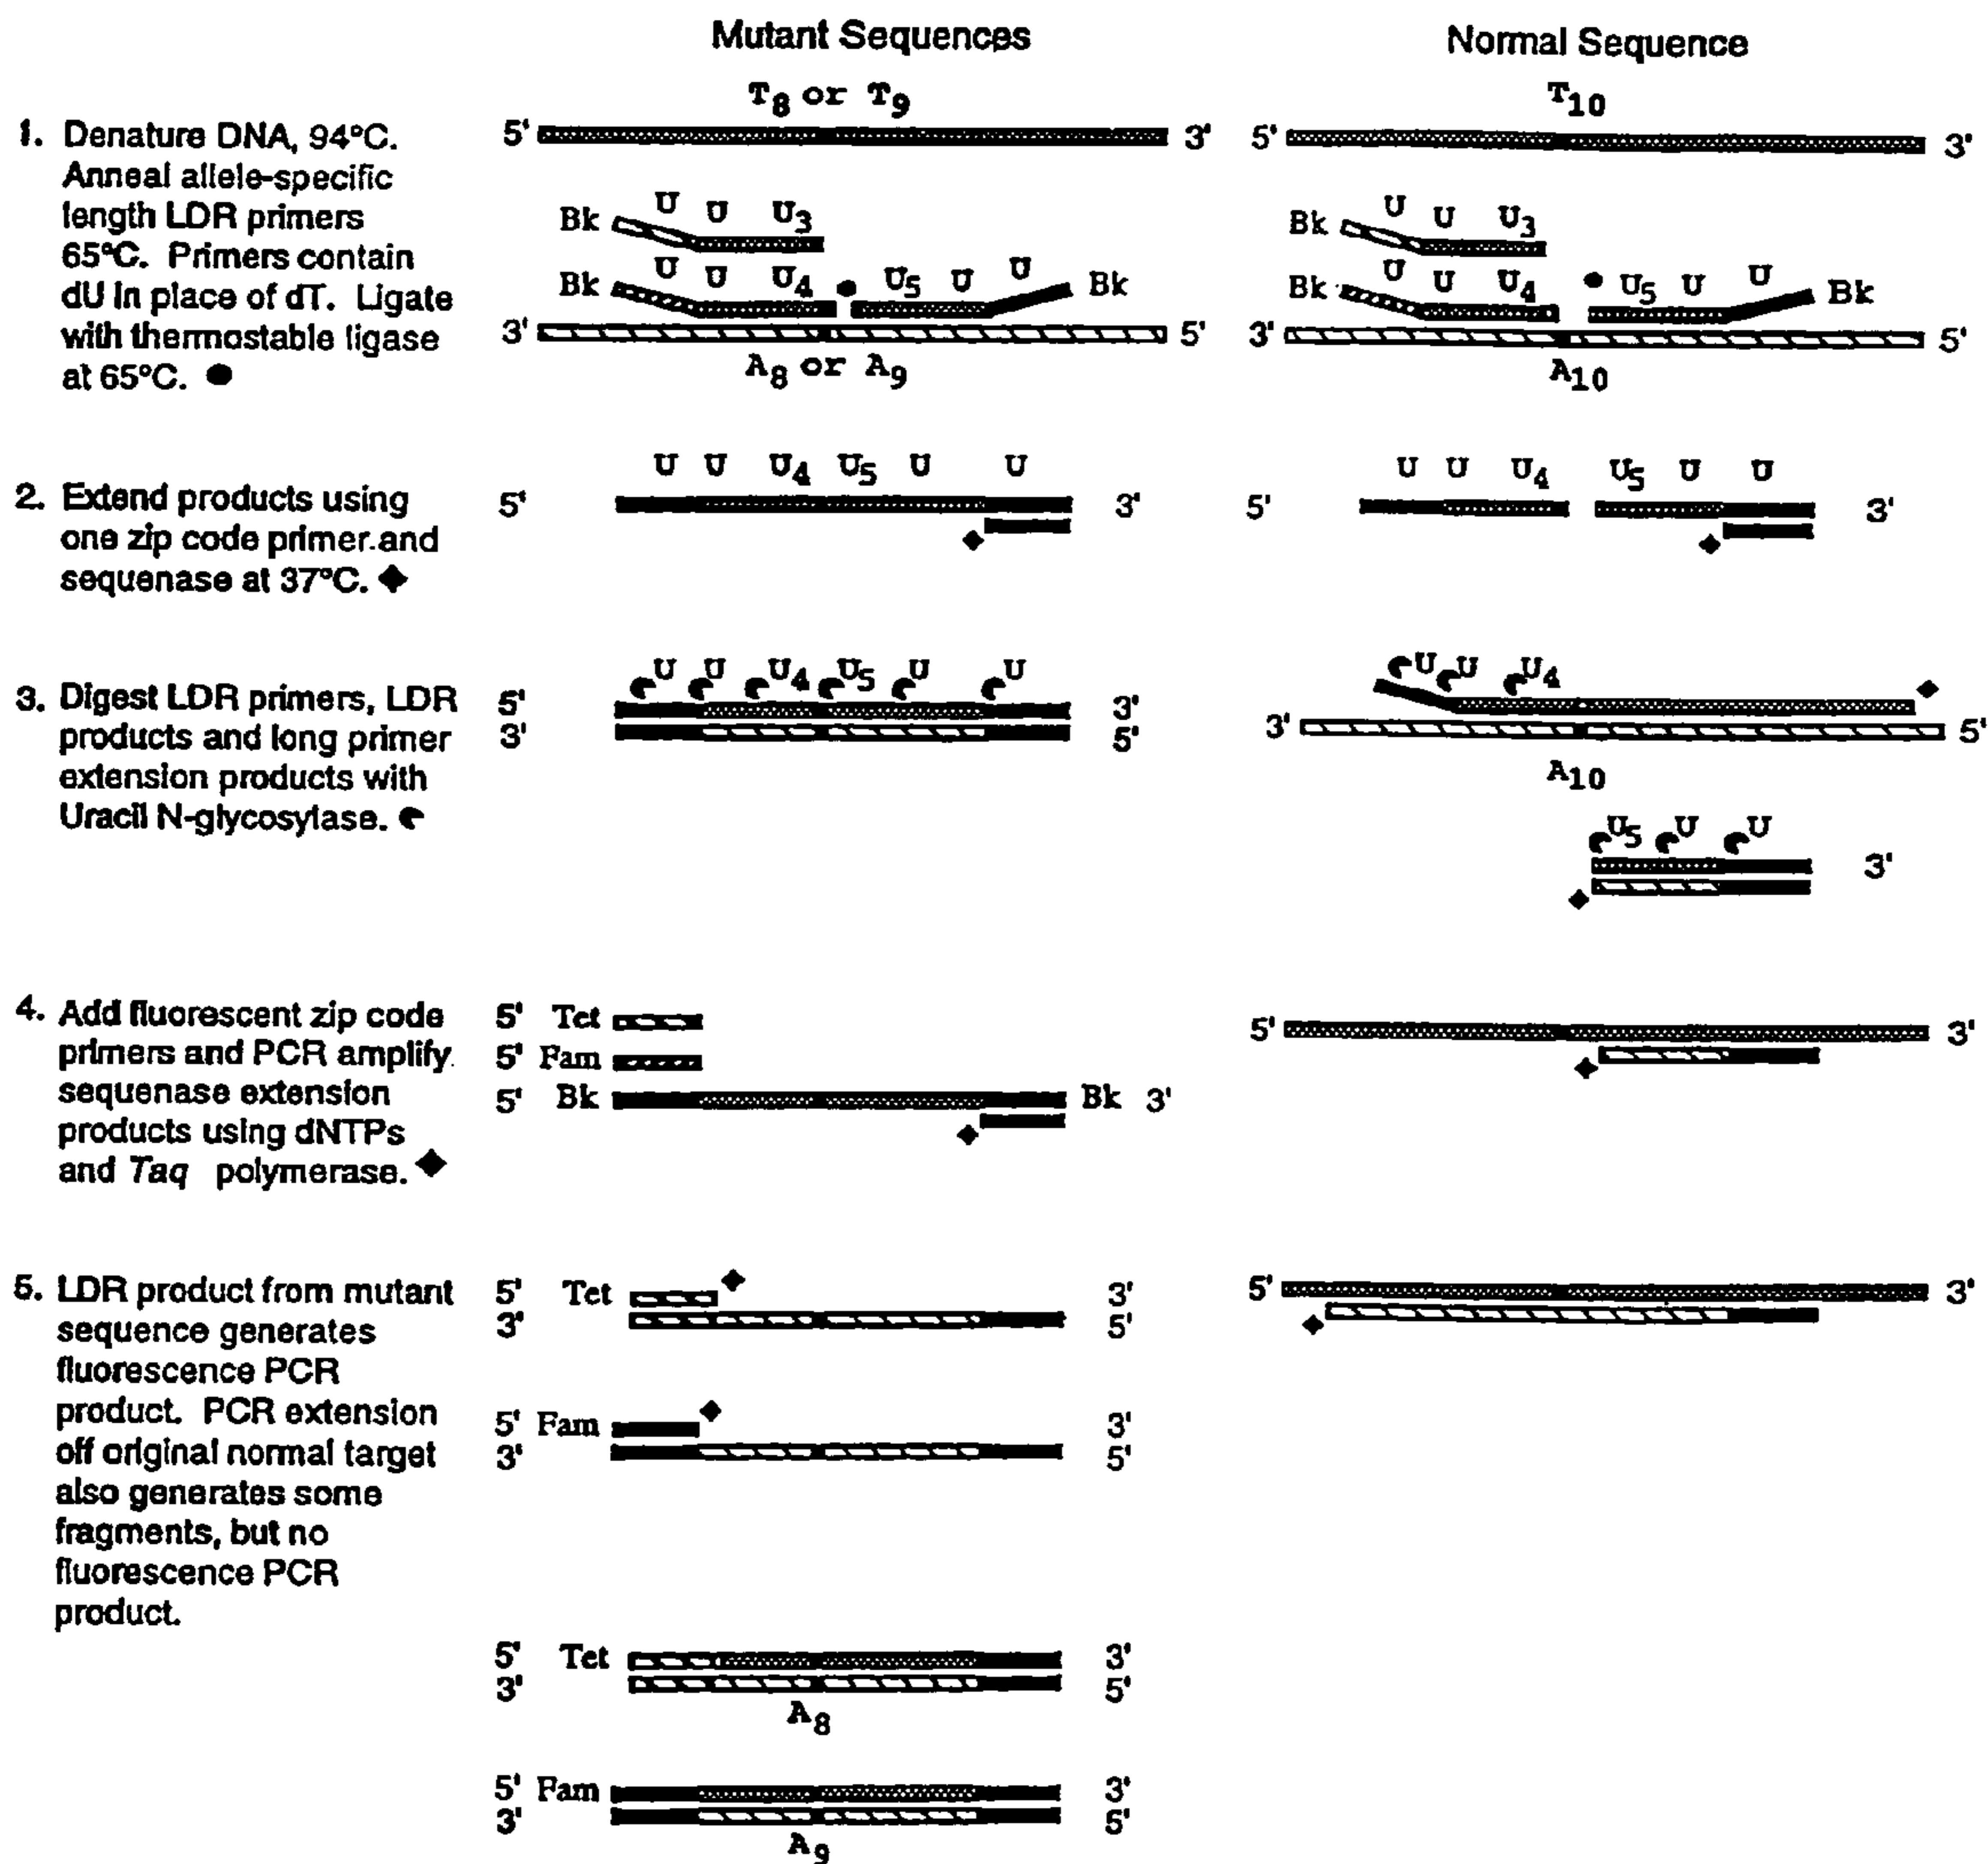 Mutant Sequences
Normal Sequence
T8 or T9
T10
1. Denature DNA, 94°C.
Anneal allele-specific
length LDR primers
65°C. Primers contain
dU in place of dT. Ligate
with thermostable ligase
at 65°C.
5' 3'
5' 3'
Bk U U U3
Bk U U U4 U5 U U Bk
3' 5'
A8 or A9
Bk U U U3
Bk U U U4 U5 U U Bk
3' 5'
A10
2. Extend products using
one zip code primer and
sequenase at 37°C.
U U U4 U5 U U
5' 3'
U U U4 U5 U U
5' 3'
3. Digest LDR primers, LDR
products and long primer
extension products with
Uracil N-glycosylase.
U U U4 U5 U U
5' 3'
3' 5'
U U U4
3' 5'
A10
U5 U U
3'
4. Add fluorescent zip code
primers and PCR amplify
sequenase extension
products using dNTPs
and Taq polymerase.
5' Tet
5' Fam
5' Bk Bk 3'
5' 3'
5. LDR product from mutant
sequence generates
fluorescence PCR
product. PCR extension
off original normal target
also generates some
fragments, but no
fluorescence PCR
product.
5' Tet 3'
3' 5'
5' 3'
5' Fam 3'
3' 5'
5' Tet 3'
3' 5'
A8
5' Fam 3'
3' 5'
A9